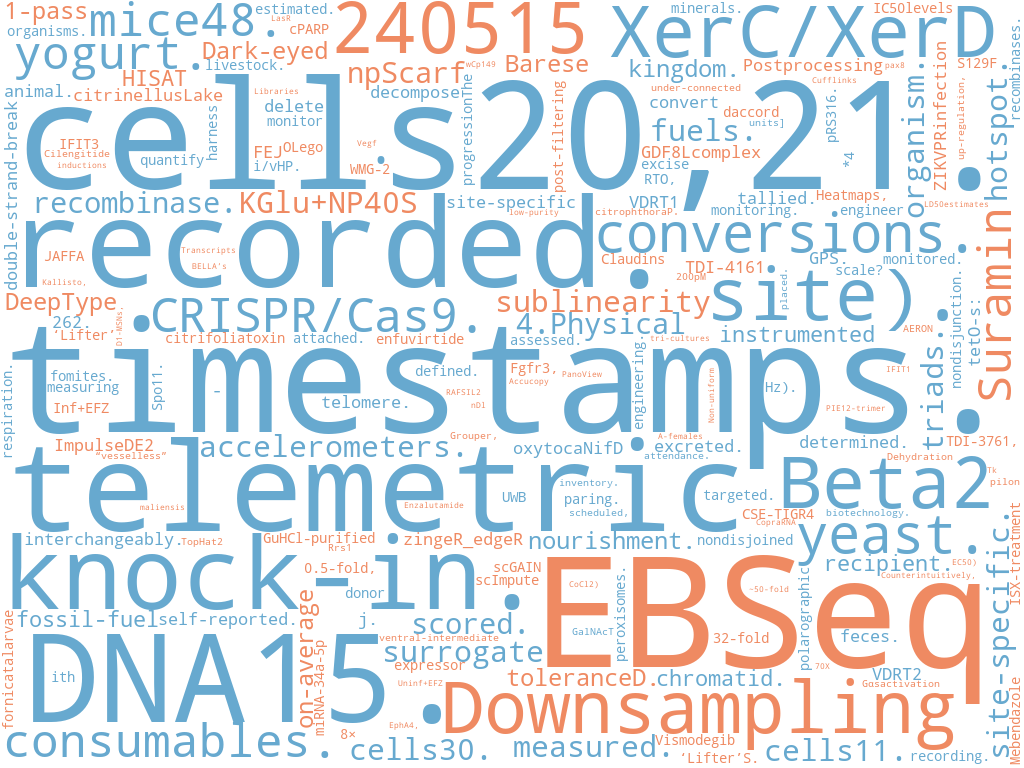 1-pass
mice48.
estimated.
LasR
cPARP
240515
XerC/XerD
minerals.
IC50levels
organisms.
yogurt.
Dark-eyed
livestock.
HISAT
npScarf
wCp149
Barese
kingdom.
Postprocessing
pax8
S129F.
recombinases.
animal.
citrinellusLake
Libraries
decompose
under-connected
Cufflinks
double-strand-break
cells20,21.
delete
monitor
harness
progressionThe
post-filtering
convert
daccord
units]
pRS316.
organism.
ZIKVPRinfection
up-regulation,
hotspot.
IFIT3
Cilengitide
inductions
quantify
FEJ
OLego
i/vHP.
Vegf
WMG-2
fuels.
GDF8Lcomplex
excise
RTO,
*4
recombinase.
KGlu+NP40S
site-specific
low-purity
citrophthoraP.
VDRT1
tallied.
monitoring.
Heatmaps,
engineer
LD50estimates
JAFFA
Transcripts
BELLA's
Kallisto,
recorded.
conversions.
Claudins
TDI-4161.
200pM
GPS.
scale?
monitored.
placed.
DeepType
262.
‘Lifter’
D1-MSNs.
CRISPR/Cas9.
sublinearity
site).
Suramin
nondisjunction.
tetO-s:
citrifoliatoxin
attached.
enfuvirtide
4.Physical
assessed.
tri-cultures
instrumented
AERON
triads.
respiration.
fomites.
measuring
Inf+EFZ
Spo11.
timestamps.
-
telomere.
defined.
RAFSIL2
nD1
Fgfr3,
Accucopy
PanoView
engineering.
Non-uniform
Hz).
IFIT1
PIE12-trimer
ImpulseDE2
“vesselless”
accelerometers.
Grouper,
oxytocaNifD
A-females
excreted.
attendance.
determined.
TDI-3761,
Dehydration
Tk
pilon
telemetric.
maliensis
Enzalutamide
UWB
inventory.
paring.
scheduled,
targeted.
CSE-TIGR4
CopraRNA
Beta2
biotechnology.
interchangeably.
TopHat2
GuHCl-purified
Rrs1
zingeR_edgeR
nourishment.
nondisjoined
yeast.
ISX-treatment
knock-in.
0.5-fold,
donor
scGAIN
scImpute
CoC12)
GalNAcT
peroxisomes.
EBSeq
~50-fold
polarographic
recipient.
EC50)
Counterintuitively,
site-specific.
fornicatalarvae
fossil-fuel
self-reported.
on-average
j.
scored.
ventral-intermediate
32-fold
feces.
DNA15.
ith
miRNA-34a-5p
surrogate
expressor
Uninf+EFZ
toleranceD.
chromatid.
7OX
VDRT2
Gαsactivation
Mebendazole
EphA4,
8×
Downsampling
consumables.
cells30.
measured.
Vismodegib
‘Lifter’S.
cells11.
recording.